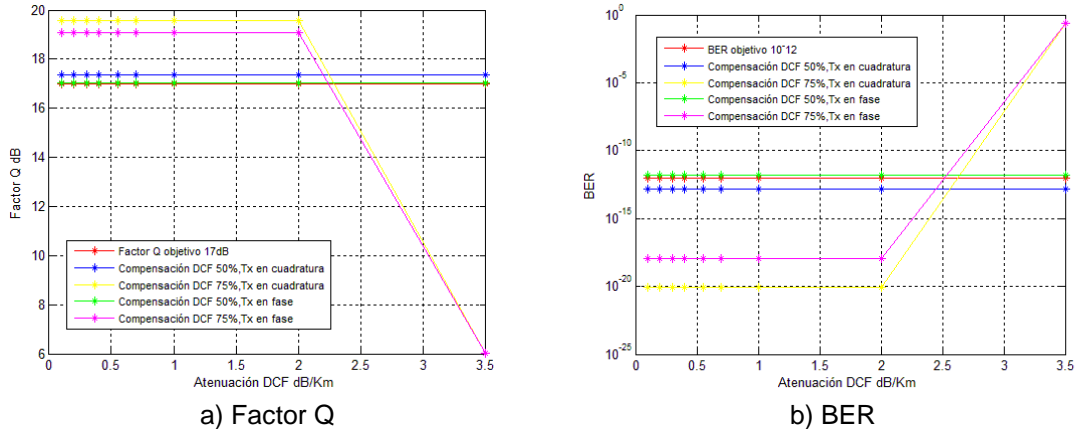 20
18
16
14
12
10
8
6
Factor Q dB
Factor Q objetivo 17dB
Compensación DCF 50%,Tx en cuadratura
Compensación DCF 75%,Tx en cuadratura
Compensación DCF 50%,Tx en fase
Compensación DCF 75%,Tx en fase
0 0.5 1 1.5 2 2.5 3 3.5
Atenuación DCF dB/Km
a) Factor Q
10^0
10^-5
10^-10
10^-15
10^-20
10^-25
BER
BER objetivo 10^-12
Compensación DCF 50%,Tx en cuadratura
Compensación DCF 75%,Tx en cuadratura
Compensación DCF 50%,Tx en fase
Compensación DCF 75%,Tx en fase
0 0.5 1 1.5 2 2.5 3 3.5
Atenuación DCF dB/Km
b) BER